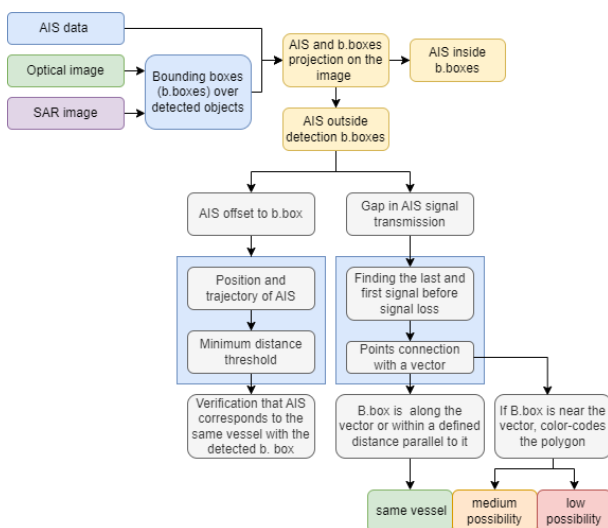 AIS data
Optical image
SAR image
Bounding boxes
(b.boxes) over
detected objects
AIS and b.boxes
projection on the
image
AIS inside
b.boxes
AIS outside
detection b.boxes
AIS offset to b.box
Gap in AIS signal
transmission
Position and
trajectory of AIS
Minimum distance
threshold
Finding the last and
first signal before
signal loss
Points connection
with a vector
Verification that AIS
corresponds to the
same vessel with the
detected b. box
B.box is along the
vector or within a defined
distance parallel to it
If B.box is near the
vector, color-codes
the polygon
same vessel
medium
possibility
low
possibility